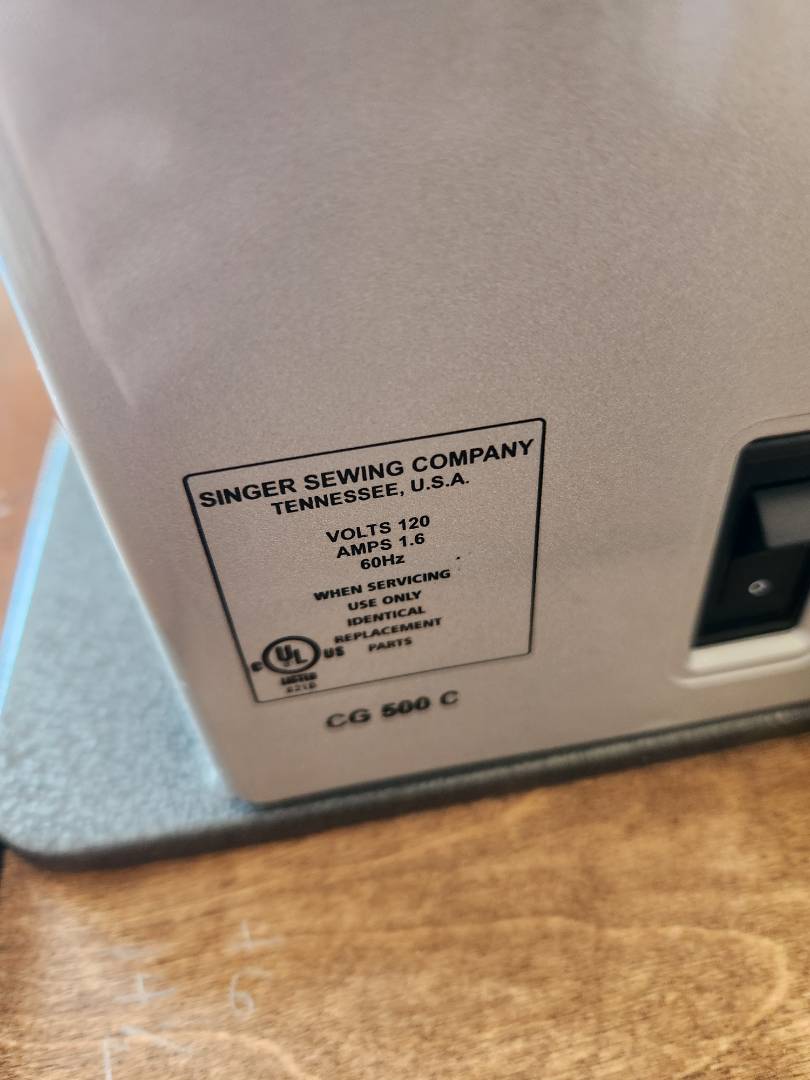 SINGER SEWING COMPANY
TENNESSEE, U.S.A.
VOLTS 120
AMPS 1.6
60Hz
WHEN SERVICING
USE ONLY
IDENTICAL
REPLACEMENT
PARTS
C UL US
LISTED
CG 500 C